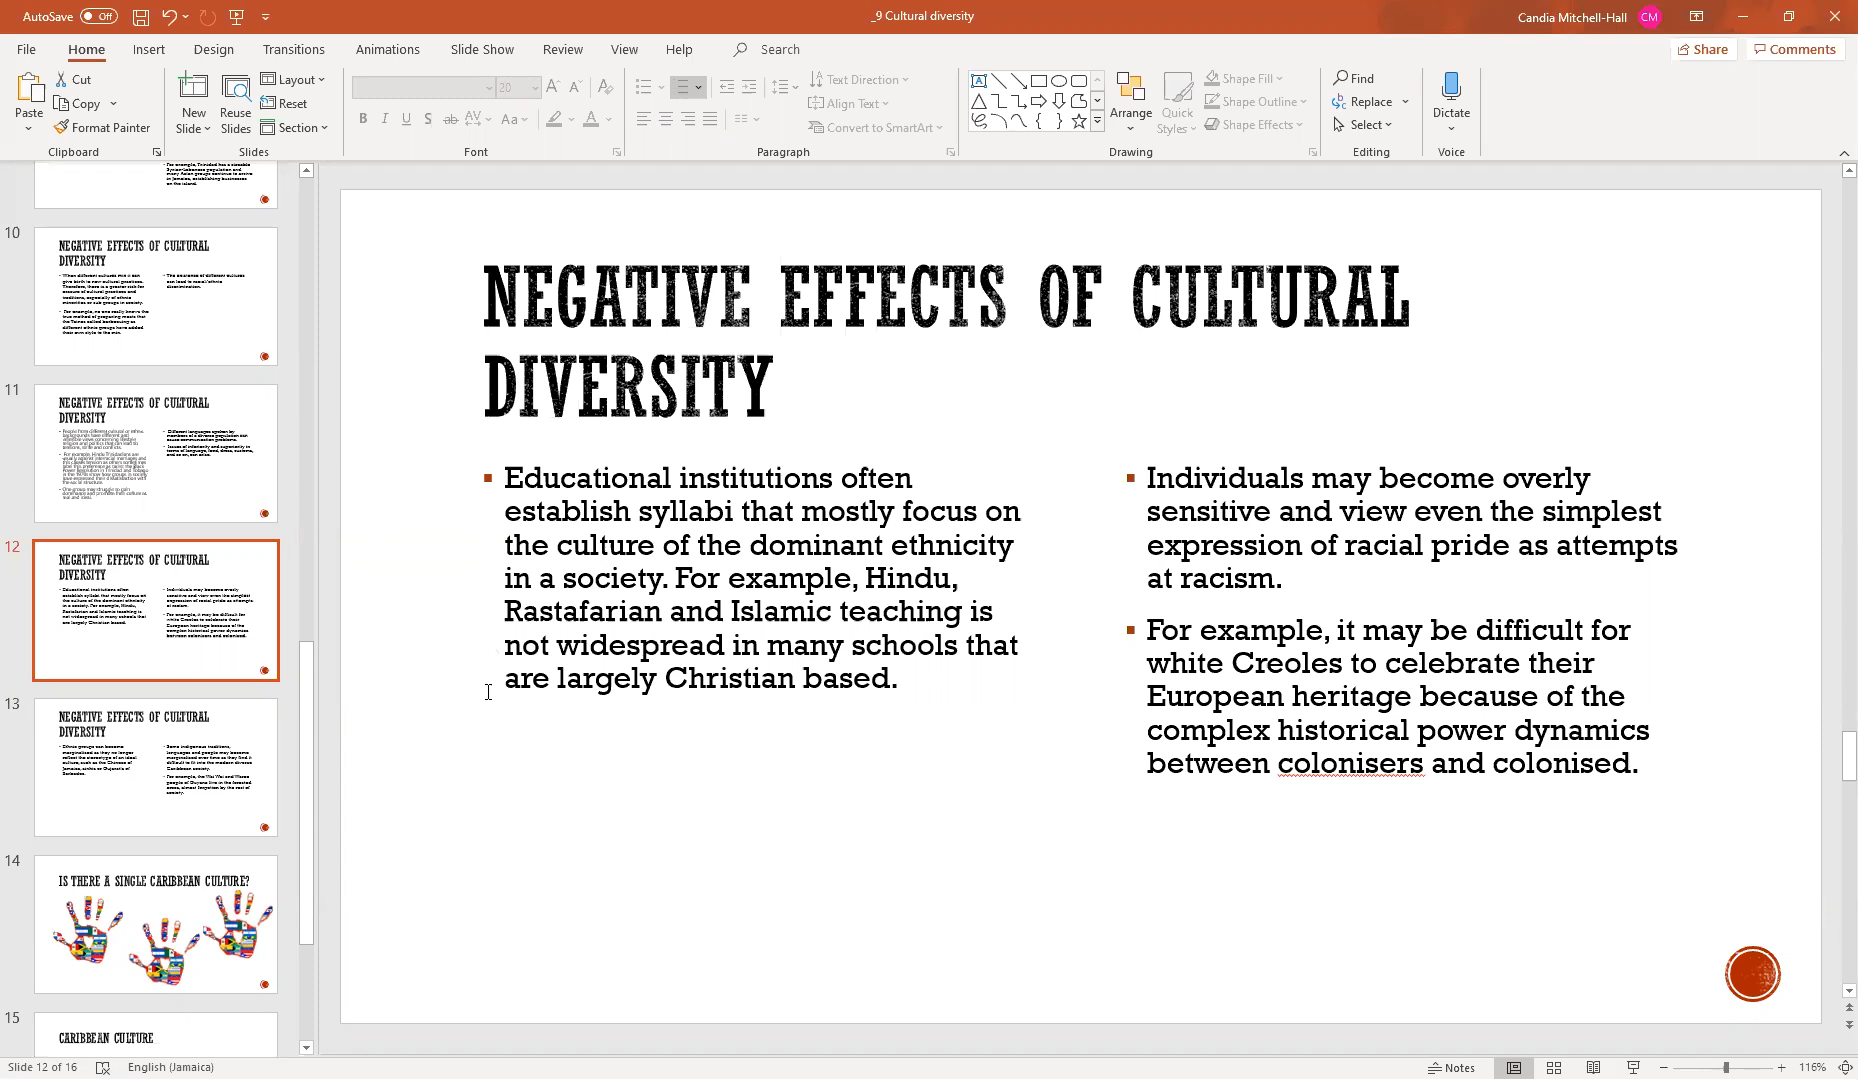 AutoSave Off
_9 Cultural diversity
Candia Mitchell-Hall CM
File Home Insert Design Transitions Animations Slide Show Review View Help Search
Share Comments
Paste
Cut
Copy
Format Painter
Clipboard
New Slide
Reuse Slides
Layout
Reset
Section
Slides
20
B I U S ab AV Aa A
Font
Text Direction
Align Text
Convert to SmartArt
Paragraph
Arrange
Quick Styles
Shape Fill
Shape Outline
Shape Effects
Drawing
Find
Replace
Select
Editing
Dictate
Voice
10
NEGATIVE EFFECTS OF CULTURAL
DIVERSITY
11
NEGATIVE EFFECTS OF CULTURAL
DIVERSITY
12
NEGATIVE EFFECTS OF CULTURAL
DIVERSITY
13
NEGATIVE EFFECTS OF CULTURAL
DIVERSITY
14
IS THERE A SINGLE CARIBBEAN CULTURE?
15
CARIBBEAN CULTURE
NEGATIVE EFFECTS OF CULTURAL
DIVERSITY
Educational institutions often
establish syllabi that mostly focus on
the culture of the dominant ethnicity
in a society. For example, Hindu,
Rastafarian and Islamic teaching is
not widespread in many schools that
are largely Christian based.
Individuals may become overly
sensitive and view even the simplest
expression of racial pride as attempts
at racism.
For example, it may be difficult for
white Creoles to celebrate their
European heritage because of the
complex historical power dynamics
between colonisers and colonised.
Slide 12 of 16
English (Jamaica)
Notes
116%